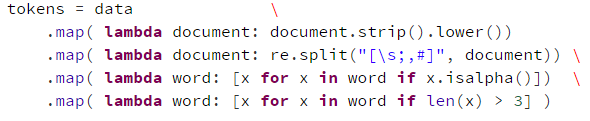 tokens = data \
.map( lambda document: document.strip().lower())
.map( lambda document: re.split("[\s;,#]", document)) \
.map( lambda word: [x for x in word if x.isalpha()]) \
.map( lambda word: [x for x in word if len(x) > 3] )